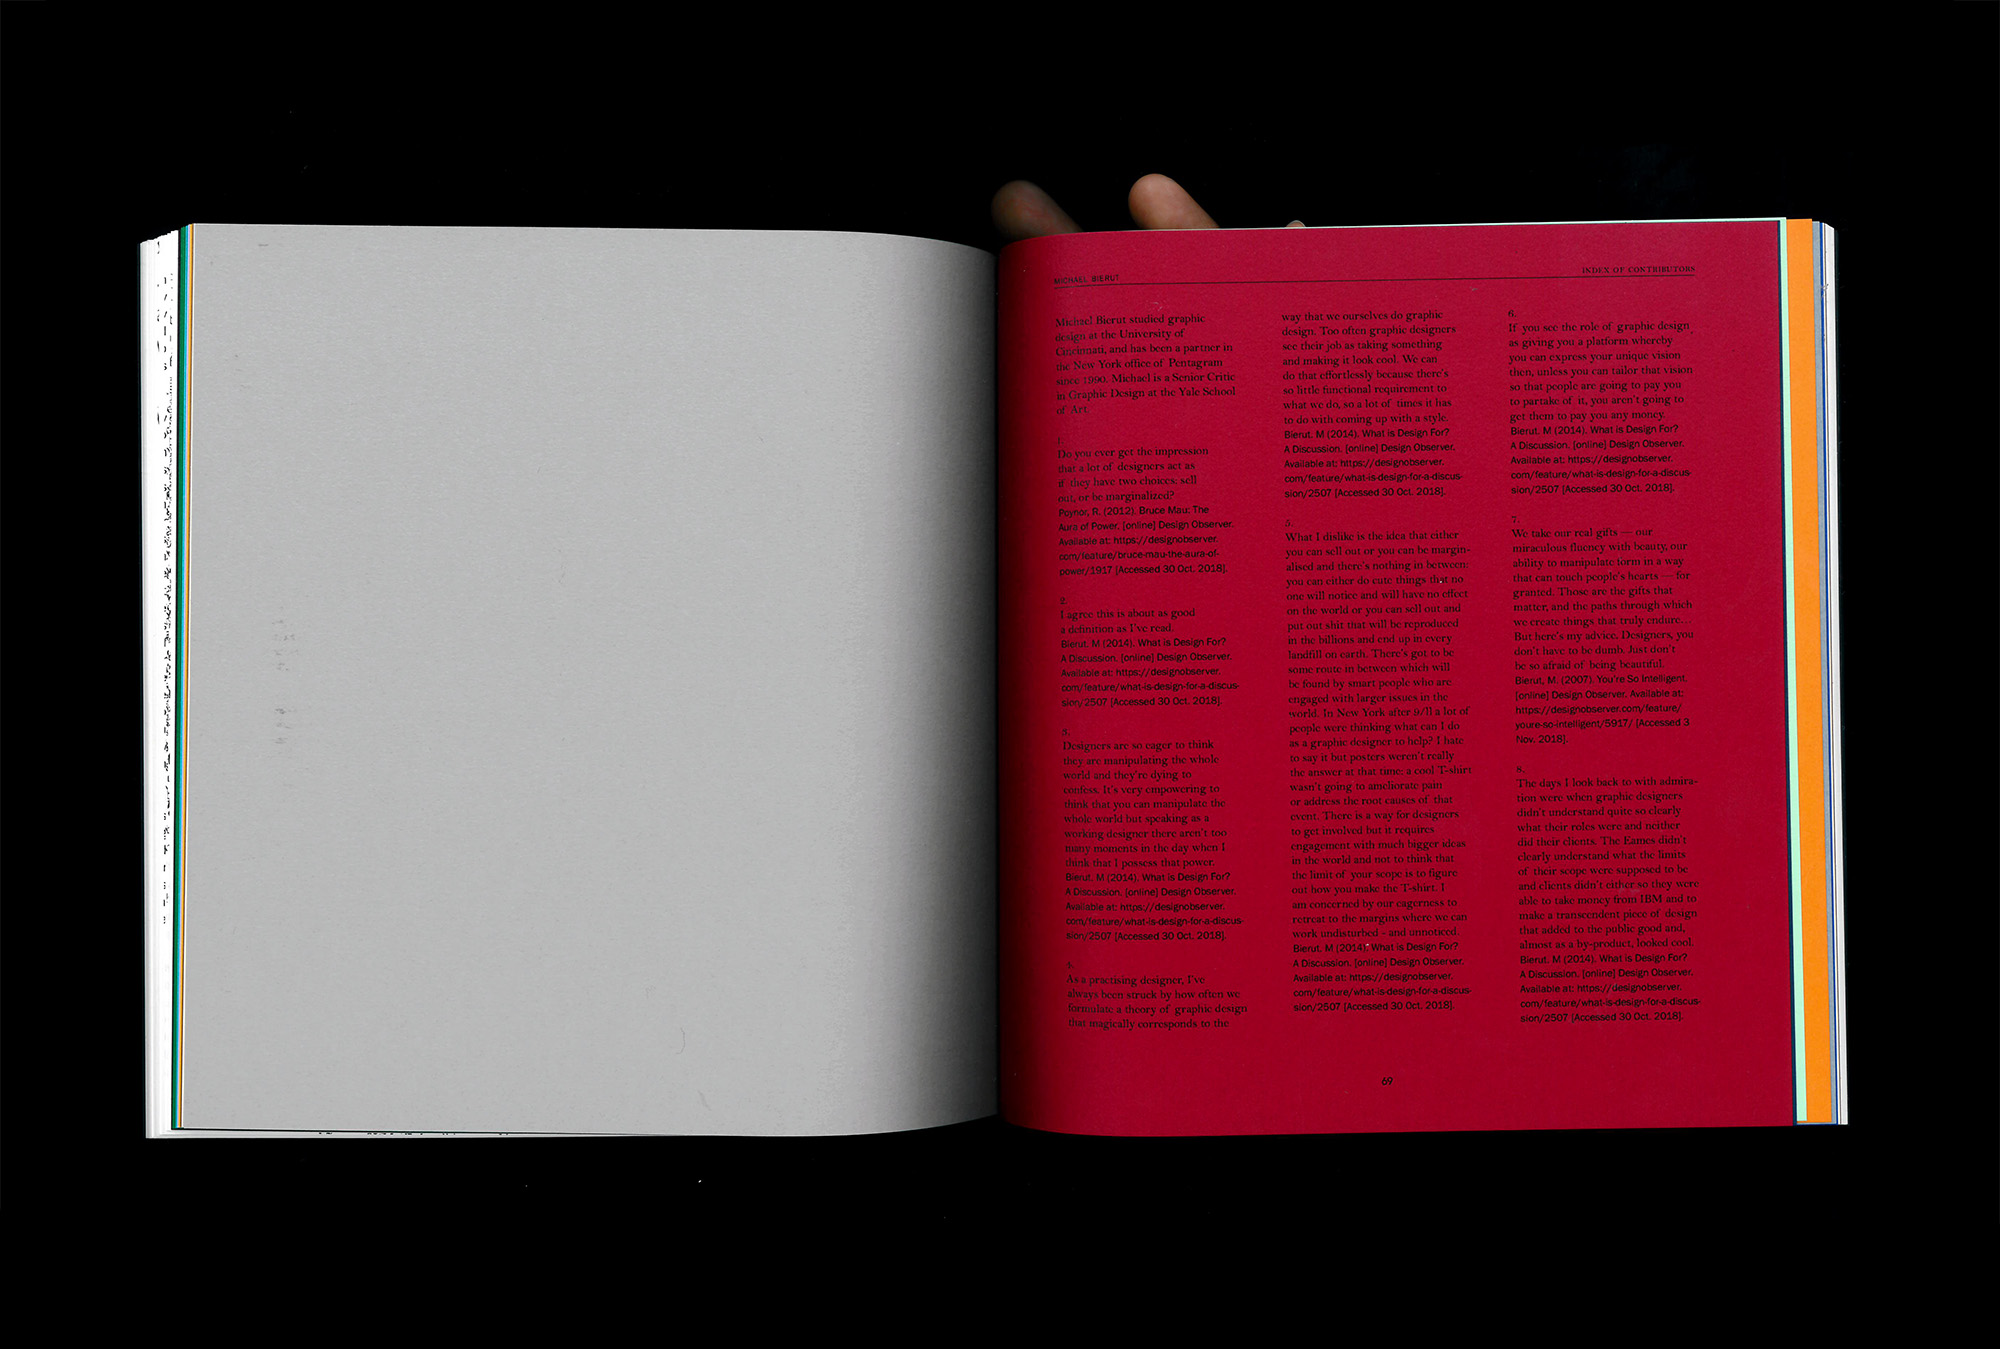 MICHAEL BIERUT
INDEX OF CONTRIBUTORS
Michael Bierut studied graphic
design at the University of
Cincinnati, and has been a partner in
the New York office of Pentagram
since 1990. Michael is a Senior Critic
in Graphic Design at the Yale School
of Art.
1.
Do you ever get the impression
that a lot of designers act as
if they have two choices: sell
out, or be marginalized?
Poynor, R. (2012). Bruce Mau: The
Aura of Power. [online] Design Observer.
Available at: https://designobserver.
com/feature/bruce-mau-the-aura-of-
power/1917 [Accessed 30 Oct. 2018].
2.
I agree this is about as good
a definition as I've read.
Bierut. M (2014). What is Design For?
A Discussion. [online] Design Observer.
Available at: https://designobserver.
com/feature/what-is-design-for-a-discus-
sion/2507 [Accessed 30 Oct. 2018].
3.
Designers are so eager to think
they are manipulating the whole
world and they're dying to
confess. It's very empowering to
think that you can manipulate the
whole world but speaking as a
working designer there aren't too
many moments in the day when I
think that I possess that power.
Bierut. M (2014). What is Design For?
A Discussion. [online] Design Observer.
Available at: https://designobserver.
com/feature/what-is-design-for-a-discus-
sion/2507 [Accessed 30 Oct. 2018].
4.
As a practising designer, I've
always been struck by how often we
formulate a theory of graphic design
that magically corresponds to the
way that we ourselves do graphic
design. Too often graphic designers
see their job as taking something
and making it look cool. We can
do that effortlessly because there's
so little functional requirement to
what we do, so a lot of times it has
to do with coming up with a style.
Bierut. M (2014). What is Design For?
A Discussion. [online] Design Observer.
Available at: https://designobserver.
com/feature/what-is-design-for-a-discus-
sion/2507 [Accessed 30 Oct. 2018].
5.
What I dislike is the idea that either
you can sell out or you can be margin-
alised and there's nothing in between:
you can either do cute things that no
one will notice and will have no effect
on the world or you can sell out and
put out shit that will be reproduced
in the billions and end up in every
landfill on earth. There's got to be
some route in between which will
be found by smart people who are
engaged with larger issues in the
world. In New York after 9/11 a lot of
people were thinking what can I do
as a graphic designer to help? I hate
to say it but posters weren't really
the answer at that time; a cool T-shirt
wasn't going to ameliorate pain
or address the root causes of that
event. There is a way for designers
to get involved but it requires
engagement with much bigger ideas
in the world and not to think that
the limit of your scope is to figure
out how you make the T-shirt. I
am concerned by our eagerness to
retreat to the margins where we can
work undisturbed - and unnoticed.
Bierut. M (2014). What is Design For?
A Discussion. [online] Design Observer.
Available at: https://designobserver.
com/feature/what-is-design-for-a-discus-
sion/2507 [Accessed 30 Oct. 2018].
6.
If you see the role of graphic design
as giving you a platform whereby
you can express your unique vision
then, unless you can tailor that vision
so that people are going to pay you
to partake of it, you aren't going to
get them to pay you any money.
Bierut. M (2014). What is Design For?
A Discussion. [online] Design Observer.
Available at: https://designobserver.
com/feature/what-is-design-for-a-discus-
sion/2507 [Accessed 30 Oct. 2018].
7.
We take our real gifts — our
miraculous fluency with beauty, our
ability to manipulate form in a way
that can touch people's hearts — for
granted. Those are the gifts that
matter, and the paths through which
we create things that truly endure…
But here's my advice. Designers, you
don't have to be dumb. Just don't
be so afraid of being beautiful.
Bierut, M. (2007). You're So Intelligent.
[online] Design Observer. Available at:
https://designobserver.com/feature/
youre-so-intelligent/5917/ [Accessed 3
Nov. 2018].
8.
The days I look back to with admira-
tion were when graphic designers
didn't understand quite so clearly
what their roles were and neither
did their clients. The Eames didn't
clearly understand what the limits
of their scope were supposed to be
and clients didn't either so they were
able to take money from IBM and to
make a transcendent piece of design
that added to the public good and,
almost as a by-product, looked cool.
Bierut. M (2014). What is Design For?
A Discussion. [online] Design Observer.
Available at: https://designobserver.
com/feature/what-is-design-for-a-discus-
sion/2507 [Accessed 30 Oct. 2018].
69